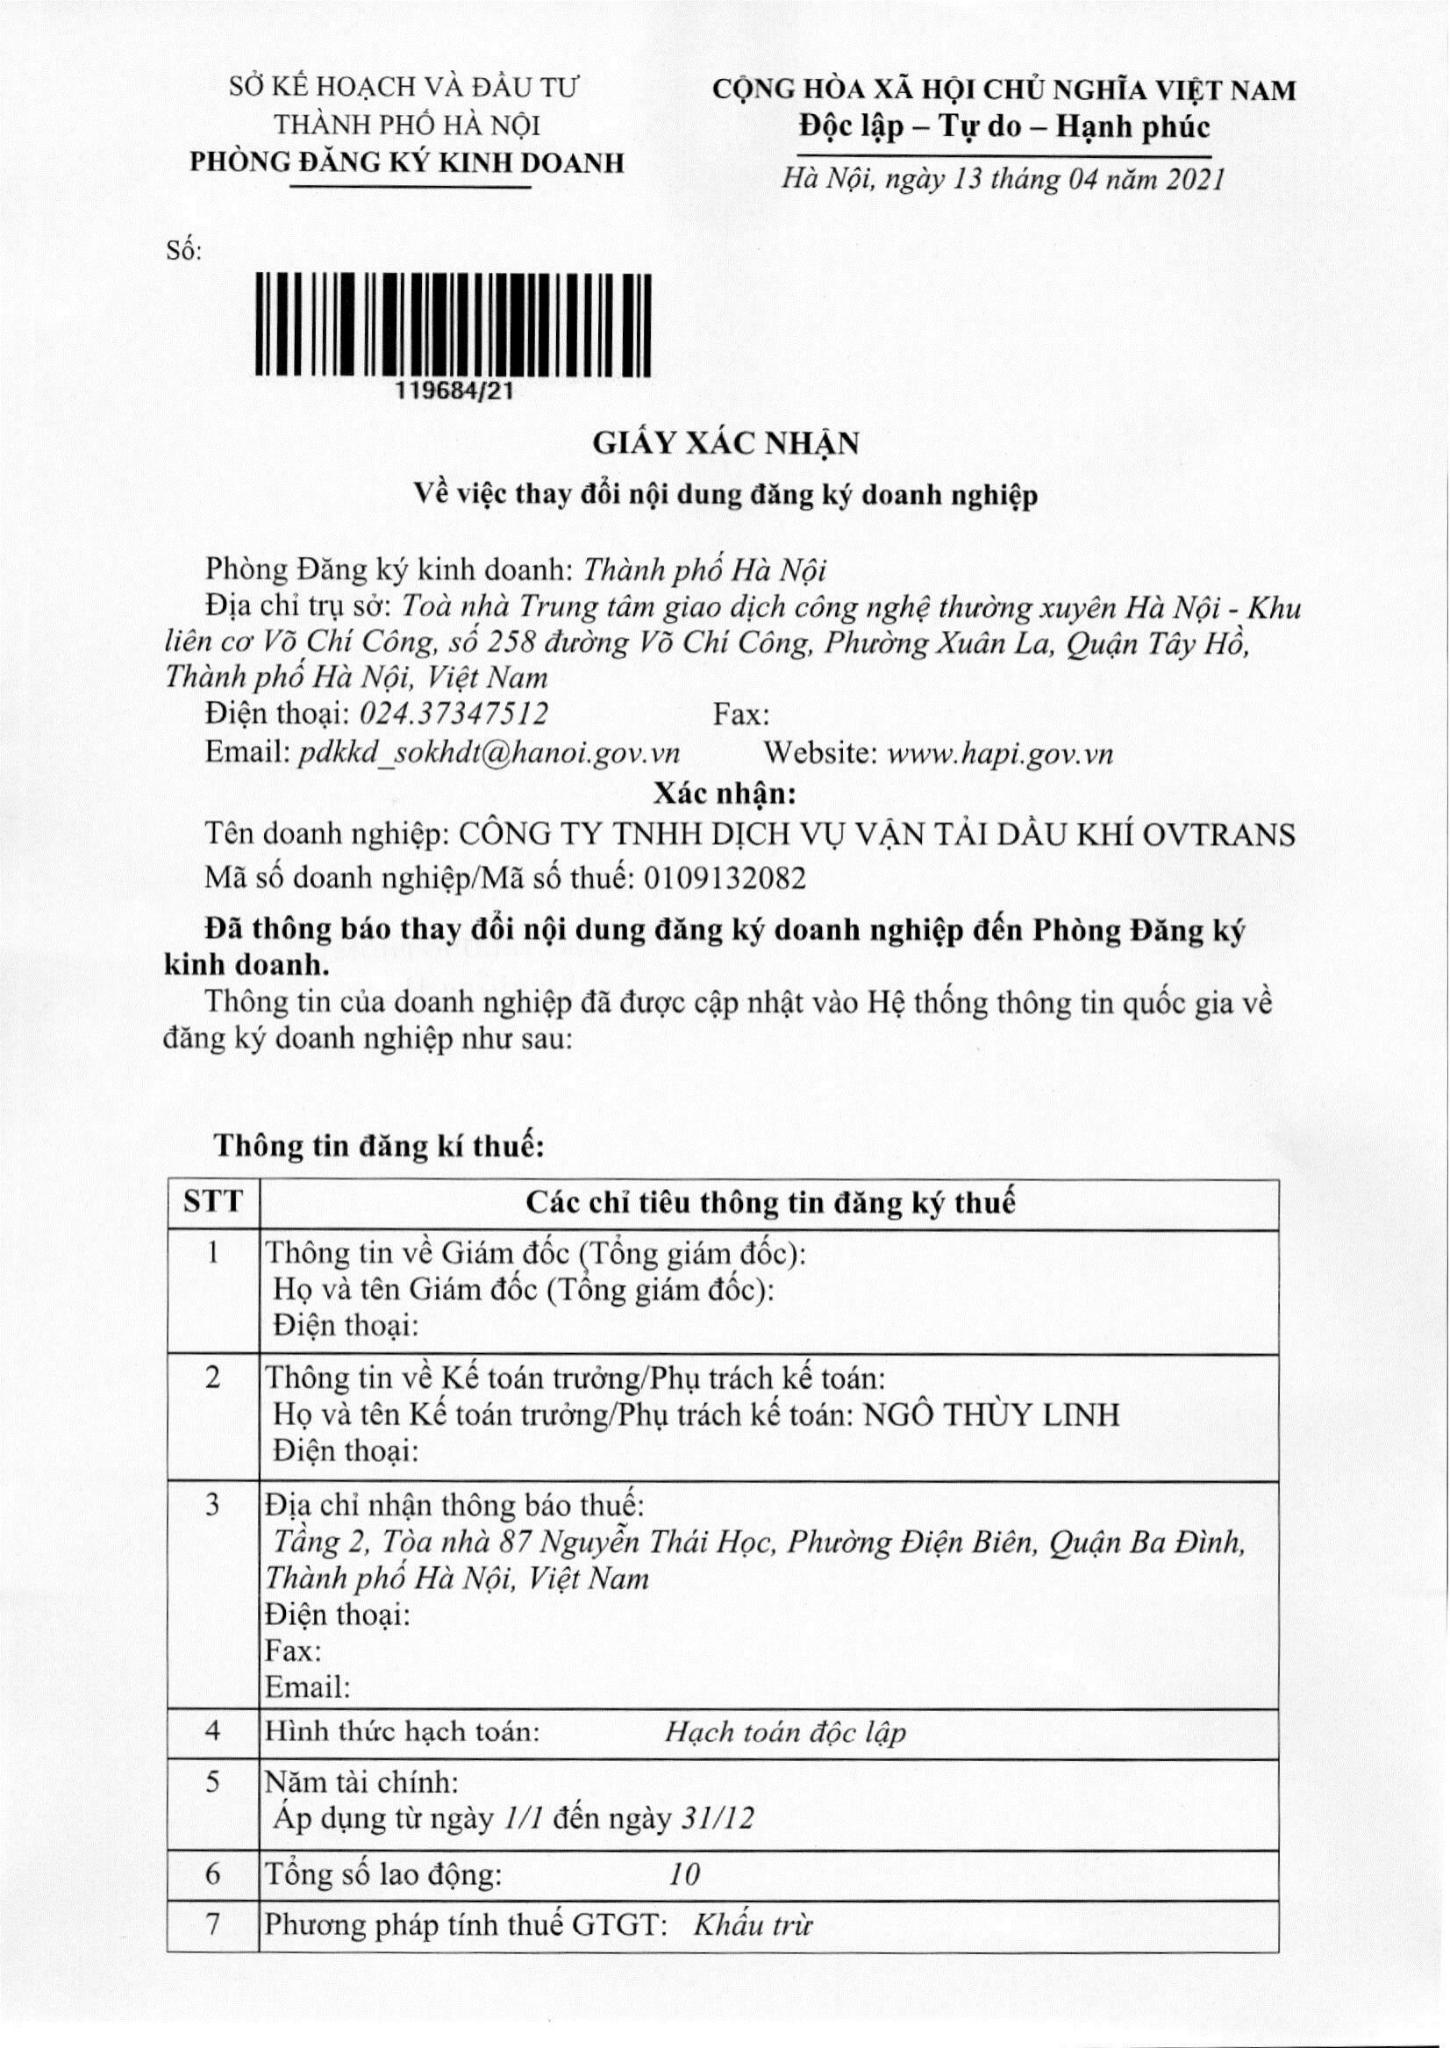 SỞ KẾ HOẠCH VÀ ĐẦU TƯ
THÀNH PHỐ HÀ NỘI
PHÒNG ĐĂNG KÝ KINH DOANH
CỘNG HÒA XÃ HỘI CHỦ NGHĨA VIỆT NAM
Độc lập – Tự do – Hạnh phúc
Hà Nội, ngày 13 tháng 04 năm 2021
Số:
119684/21
GIẤY XÁC NHẬN
Về việc thay đổi nội dung đăng ký doanh nghiệp
Phòng Đăng ký kinh doanh: Thành phố Hà Nội
Địa chỉ trụ sở: Toà nhà Trung tâm giao dịch công nghệ thường xuyên Hà Nội - Khu
liên cơ Võ Chí Công, số 258 đường Võ Chí Công, Phường Xuân La, Quận Tây Hồ,
Thành phố Hà Nội, Việt Nam
Điện thoại: 024.37347512 Fax:
Email: pdkkd_sokhdt@hanoi.gov.vn Website: www.hapi.gov.vn
Xác nhận:
Tên doanh nghiệp: CÔNG TY TNHH DỊCH VỤ VẬN TẢI DẦU KHÍ OVTRANS
Mã số doanh nghiệp/Mã số thuế: 0109132082
Đã thông báo thay đổi nội dung đăng ký doanh nghiệp đến Phòng Đăng ký
kinh doanh.
Thông tin của doanh nghiệp đã được cập nhật vào Hệ thống thông tin quốc gia về
đăng ký doanh nghiệp như sau:
Thông tin đăng kí thuế:
STT Các chỉ tiêu thông tin đăng ký thuế
1 Thông tin về Giám đốc (Tổng giám đốc):
Họ và tên Giám đốc (Tổng giám đốc):
Điện thoại:
2 Thông tin về Kế toán trưởng/Phụ trách kế toán:
Họ và tên Kế toán trưởng/Phụ trách kế toán: NGÔ THÙY LINH
Điện thoại:
3 Địa chỉ nhận thông báo thuế:
Tầng 2, Tòa nhà 87 Nguyễn Thái Học, Phường Điện Biên, Quận Ba Đình,
Thành phố Hà Nội, Việt Nam
Điện thoại:
Fax:
Email:
4 Hình thức hạch toán: Hạch toán độc lập
5 Năm tài chính:
Áp dụng từ ngày 1/1 đến ngày 31/12
6 Tổng số lao động: 10
7 Phương pháp tính thuế GTGT: Khấu trừ